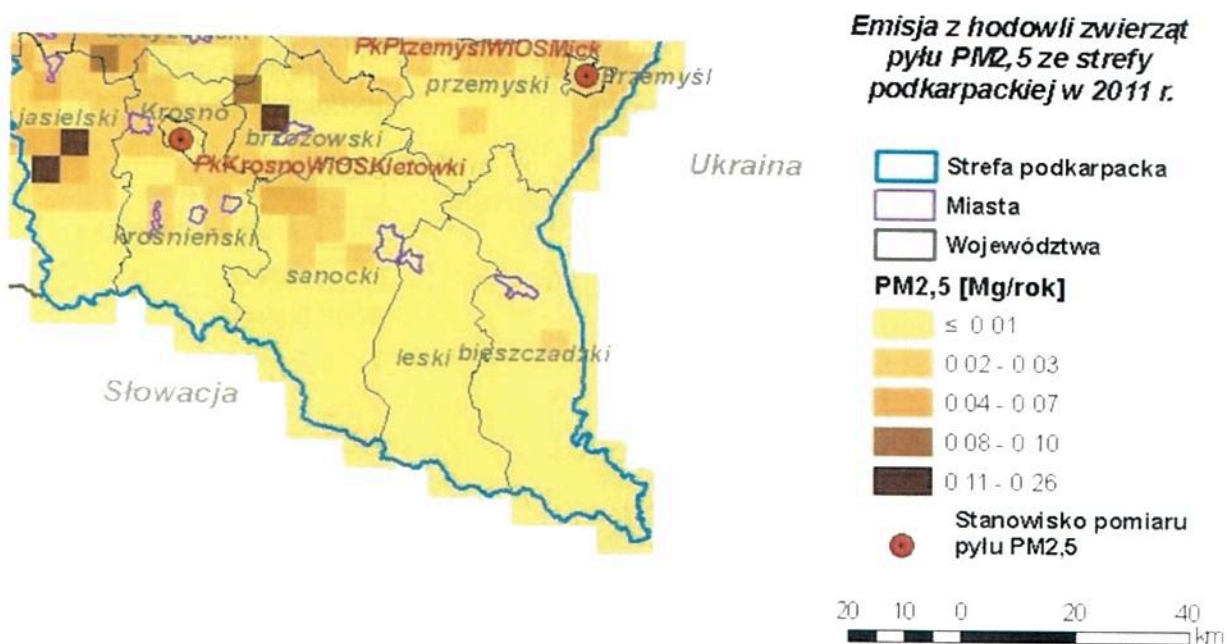 Emisja z hodowli zwierząt
pyłu PM2,5 ze strefy
podkarpackiej w 2011 r.
PkPrzemyslWIOSMick
przemyski
Przemyśl
jasielski
Krosno
brzozowski
PkKrosnoWIOSKletowki
Ukraina
krośnieński
sanocki
leski
bieszczadzki
Słowacja
Strefa podkarpacka
Miasta
Województwa
PM2,5 [Mg/rok]
≤ 0 01
0 02 - 0 03
0 04 - 0 07
0 08 - 0 10
0 11 - 0 26
Stanowisko pomiaru
pyłu PM2,5
20 10 0 20 40
km